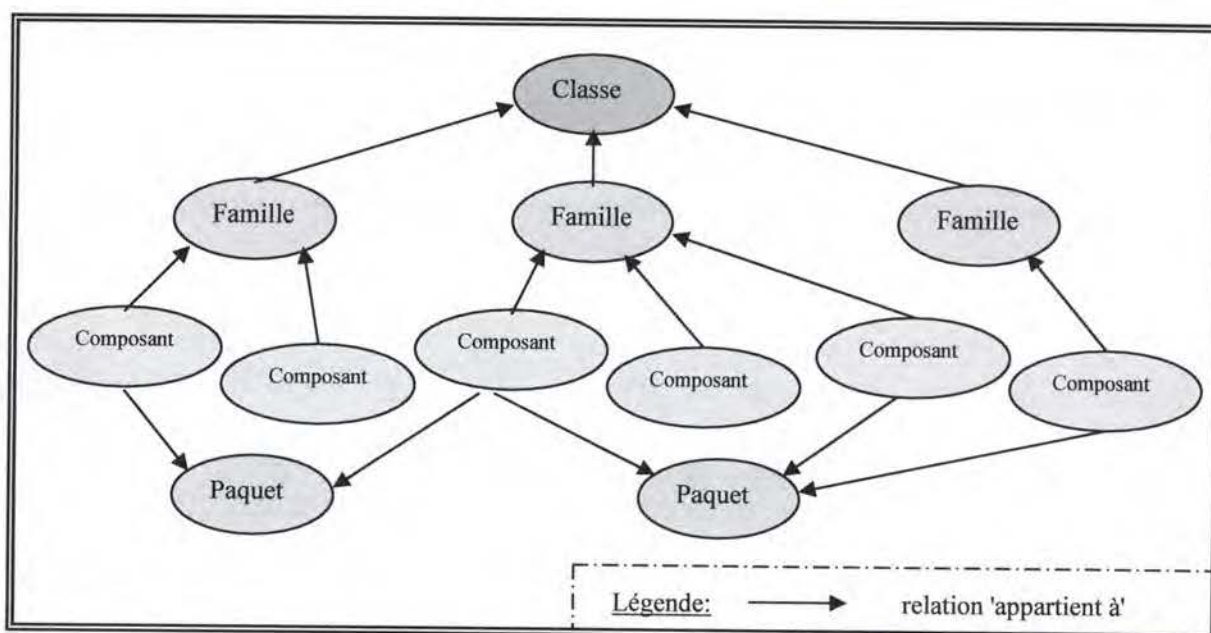 Classe
Famille
Famille
Famille
Composant
Composant
Composant
Composant
Composant
Composant
Paquet
Paquet
Légende:
relation 'appartient à'